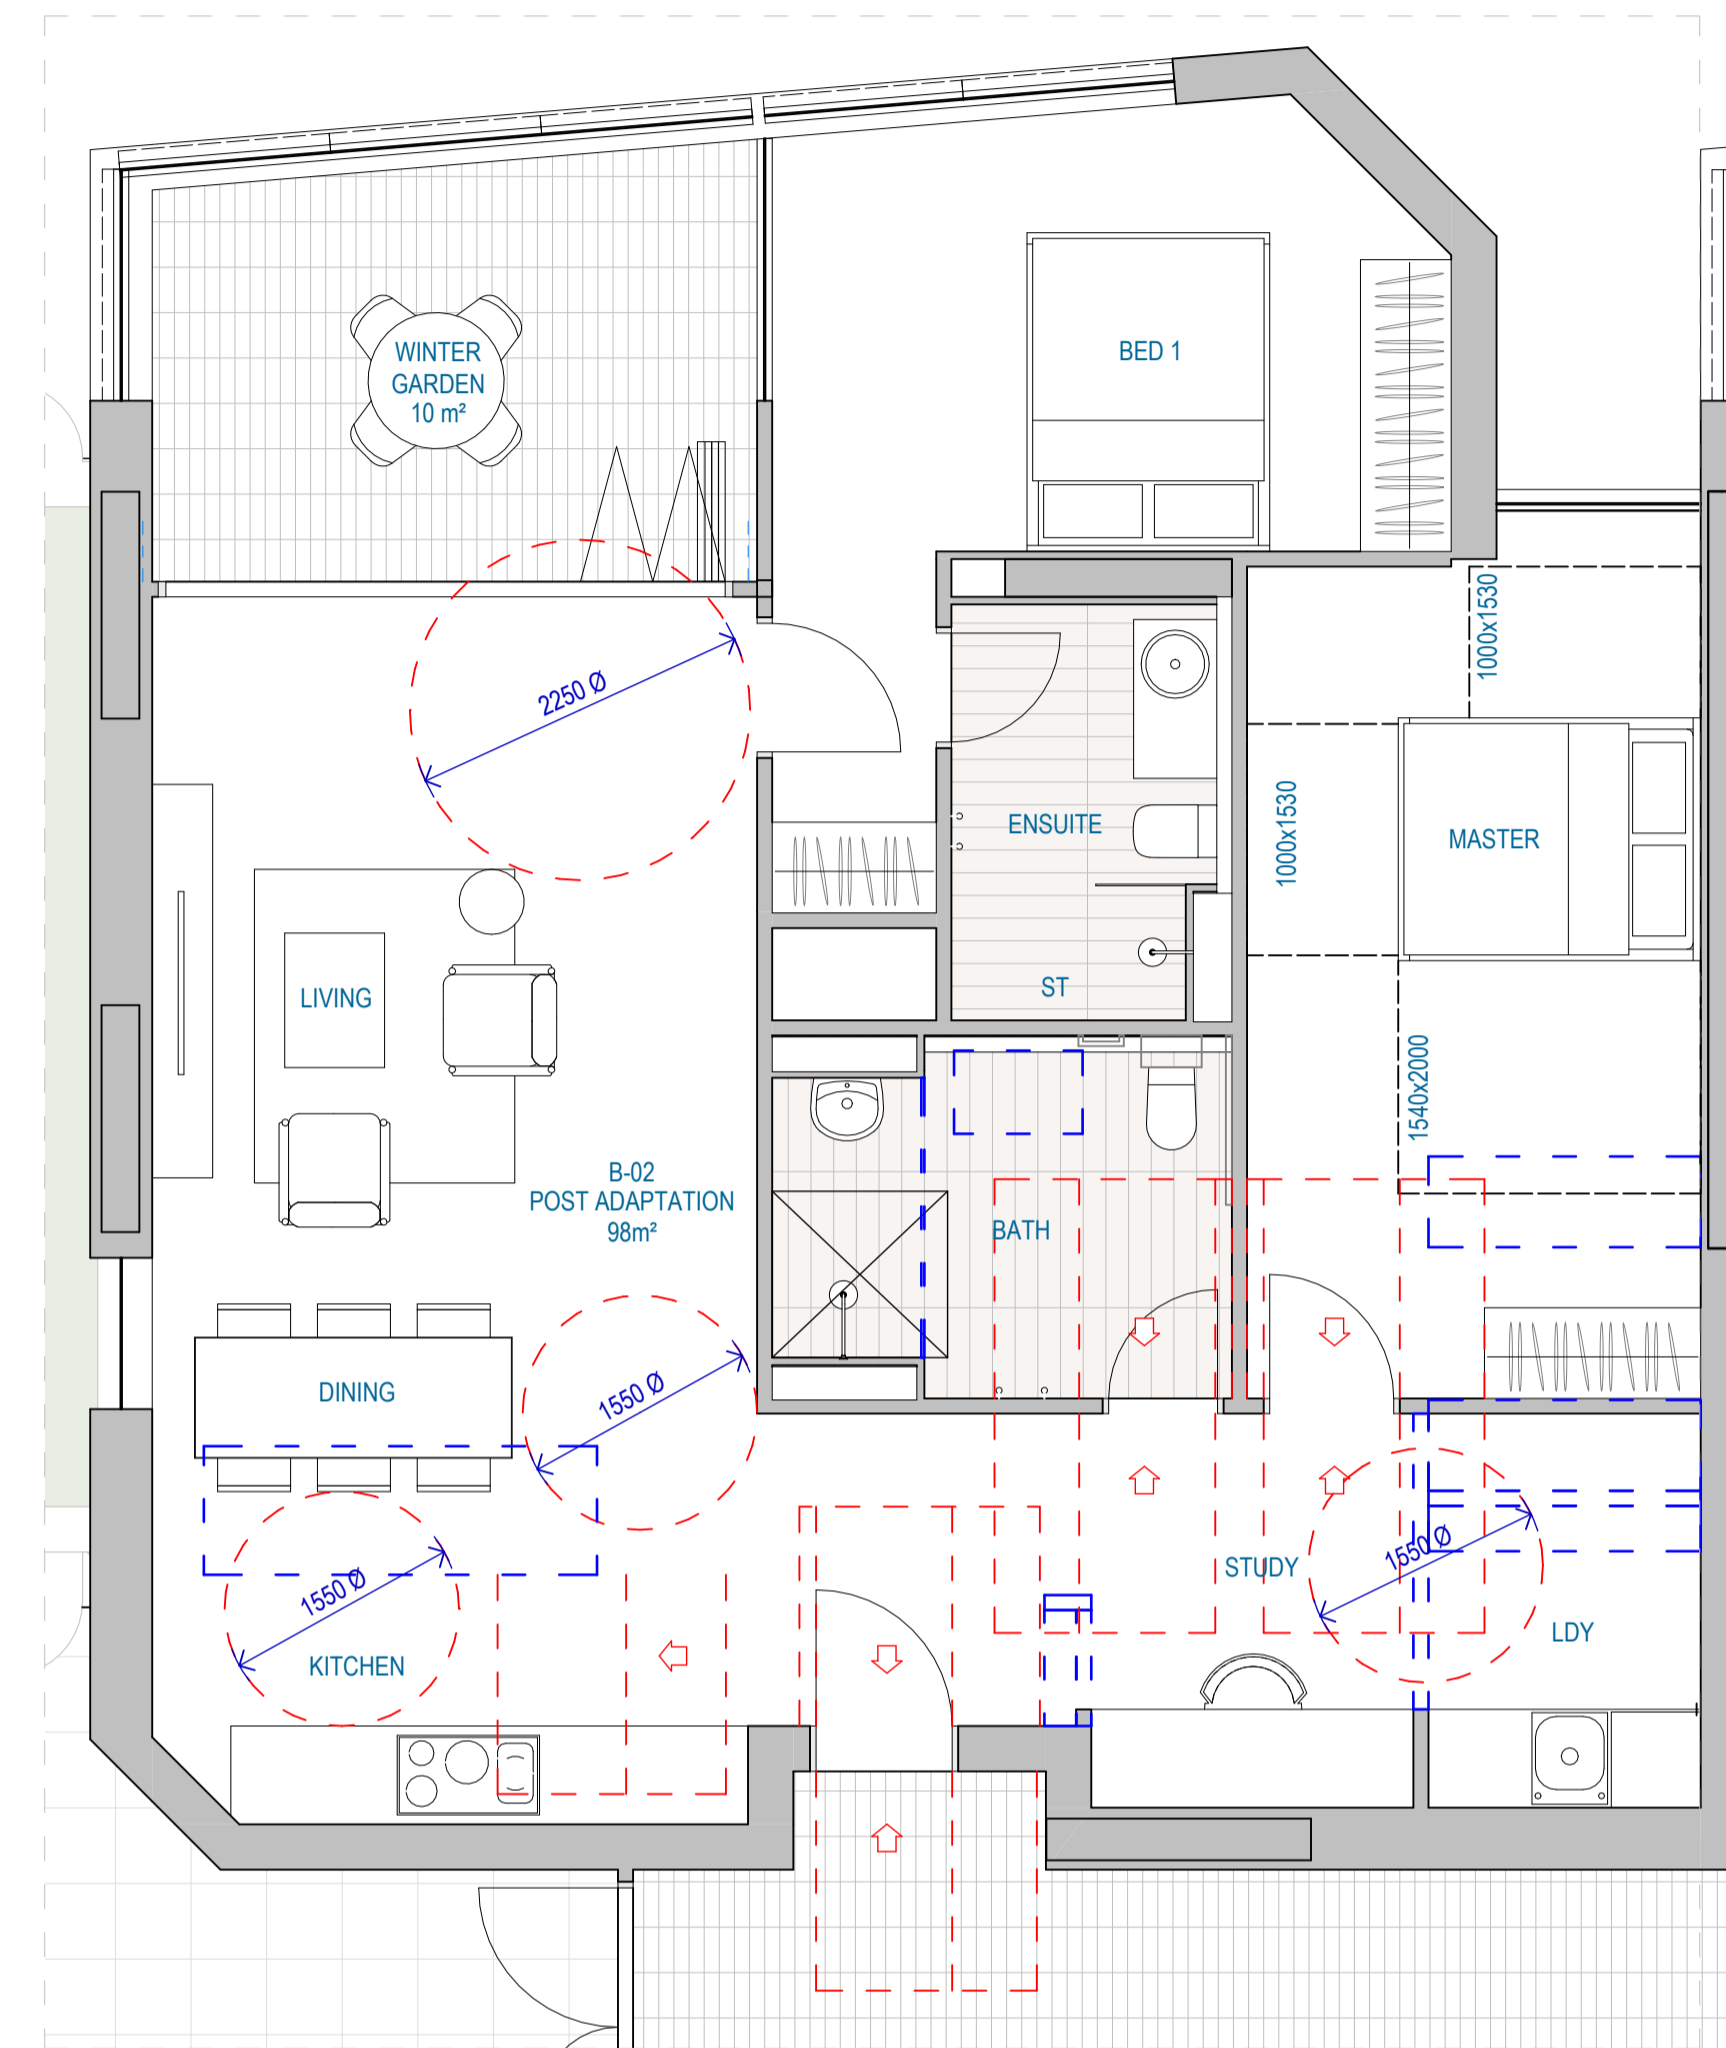 WINTER
GARDEN
10 m²
BED 1
1000x1530
2250 Ø
1000x1530
ENSUITE
MASTER
LIVING
ST
1540x2000
B-02
POST ADAPTATION
98m²
BATH
DINING
1550 Ø
1550 Ø
STUDY
1550 Ø
LDY
KITCHEN